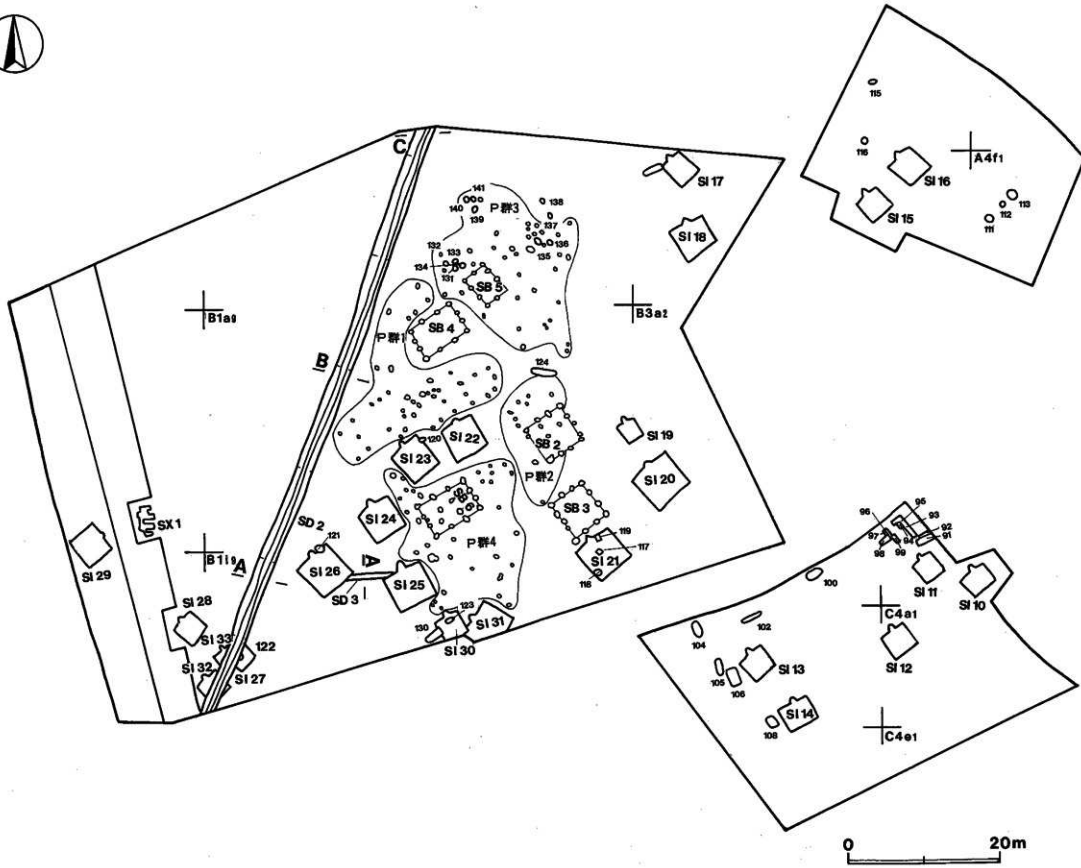 115
A4f1
116
SI 16
SI 15
113
112
111
C
SI 17
141
P群3
138
140
139
137
SI 18
132
133
136
134
135
131
SB 5
B3a2
B1a9
SB 4
P群1
B
124
120
SI 22
SB 2
SI 19
SI 23
P群2
SI 20
SI 24
SB 3
SX 1
SD 2
121
P群4
119
117
SI 21
118
A
SI 29
B1i9
A
SI 26
SI 25
SD 3
95
96
93
97
92
94
91
98
99
SI 11
SI 10
100
SI 28
123
130
SI 31
SI 30
C4a1
102
104
SI 33
122
SI 32
SI 27
SI 12
SI 13
105
106
SI 14
108
C4e1
0
20m